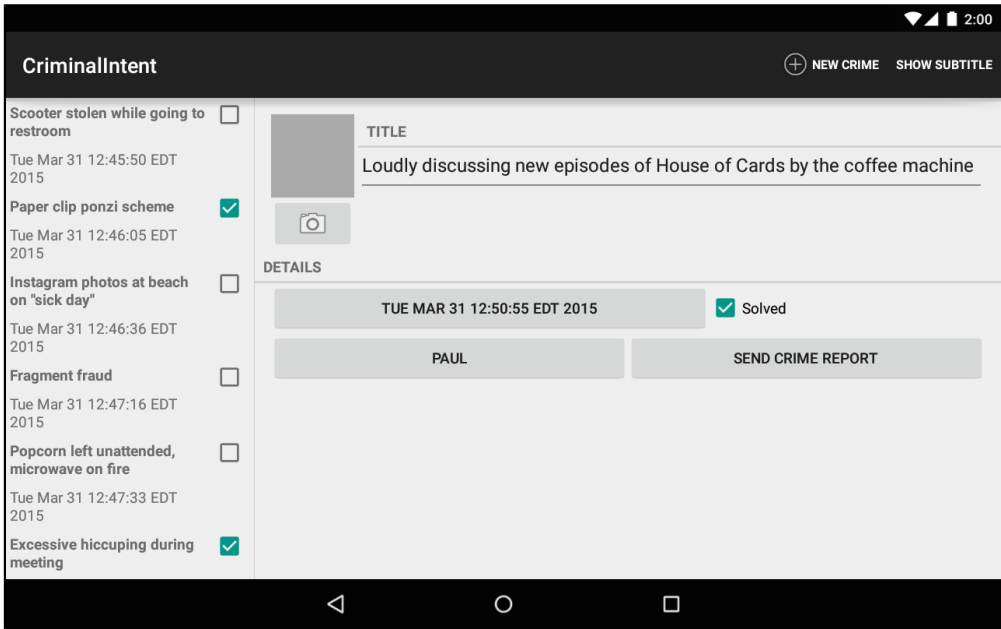 2:00
CriminalIntent
NEW CRIME
SHOW SUBTITLE
Scooter stolen while going to
restroom
Tue Mar 31 12:45:50 EDT
2015
Paper clip ponzi scheme
Tue Mar 31 12:46:05 EDT
2015
Instagram photos at beach
on "sick day"
Tue Mar 31 12:46:36 EDT
2015
Fragment fraud
Tue Mar 31 12:47:16 EDT
2015
Popcorn left unattended,
microwave on fire
Tue Mar 31 12:47:33 EDT
2015
Excessive hiccuping during
meeting
TITLE
Loudly discussing new episodes of House of Cards by the coffee machine
DETAILS
TUE MAR 31 12:50:55 EDT 2015
Solved
PAUL
SEND CRIME REPORT